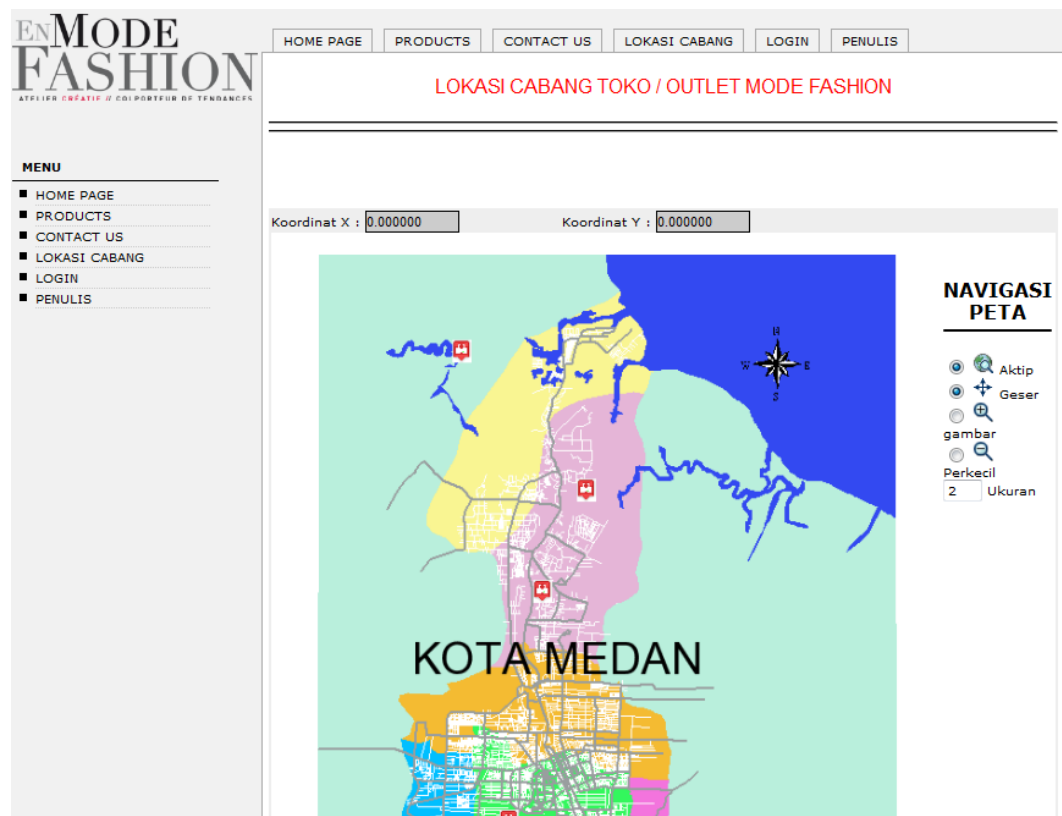 EN MODE
FASHION
ATELIER CRÉATIF // COLPORTEUR DE TENDANCES
HOME PAGE
PRODUCTS
CONTACT US
LOKASI CABANG
LOGIN
PENULIS
LOKASI CABANG TOKO / OUTLET MODE FASHION
MENU
HOME PAGE
PRODUCTS
CONTACT US
LOKASI CABANG
LOGIN
PENULIS
Koordinat X : 0.000000
Koordinat Y : 0.000000
N
W E
S
KOTA MEDAN
NAVIGASI
PETA
Aktip
Geser
gambar
Perkecil
2 Ukuran